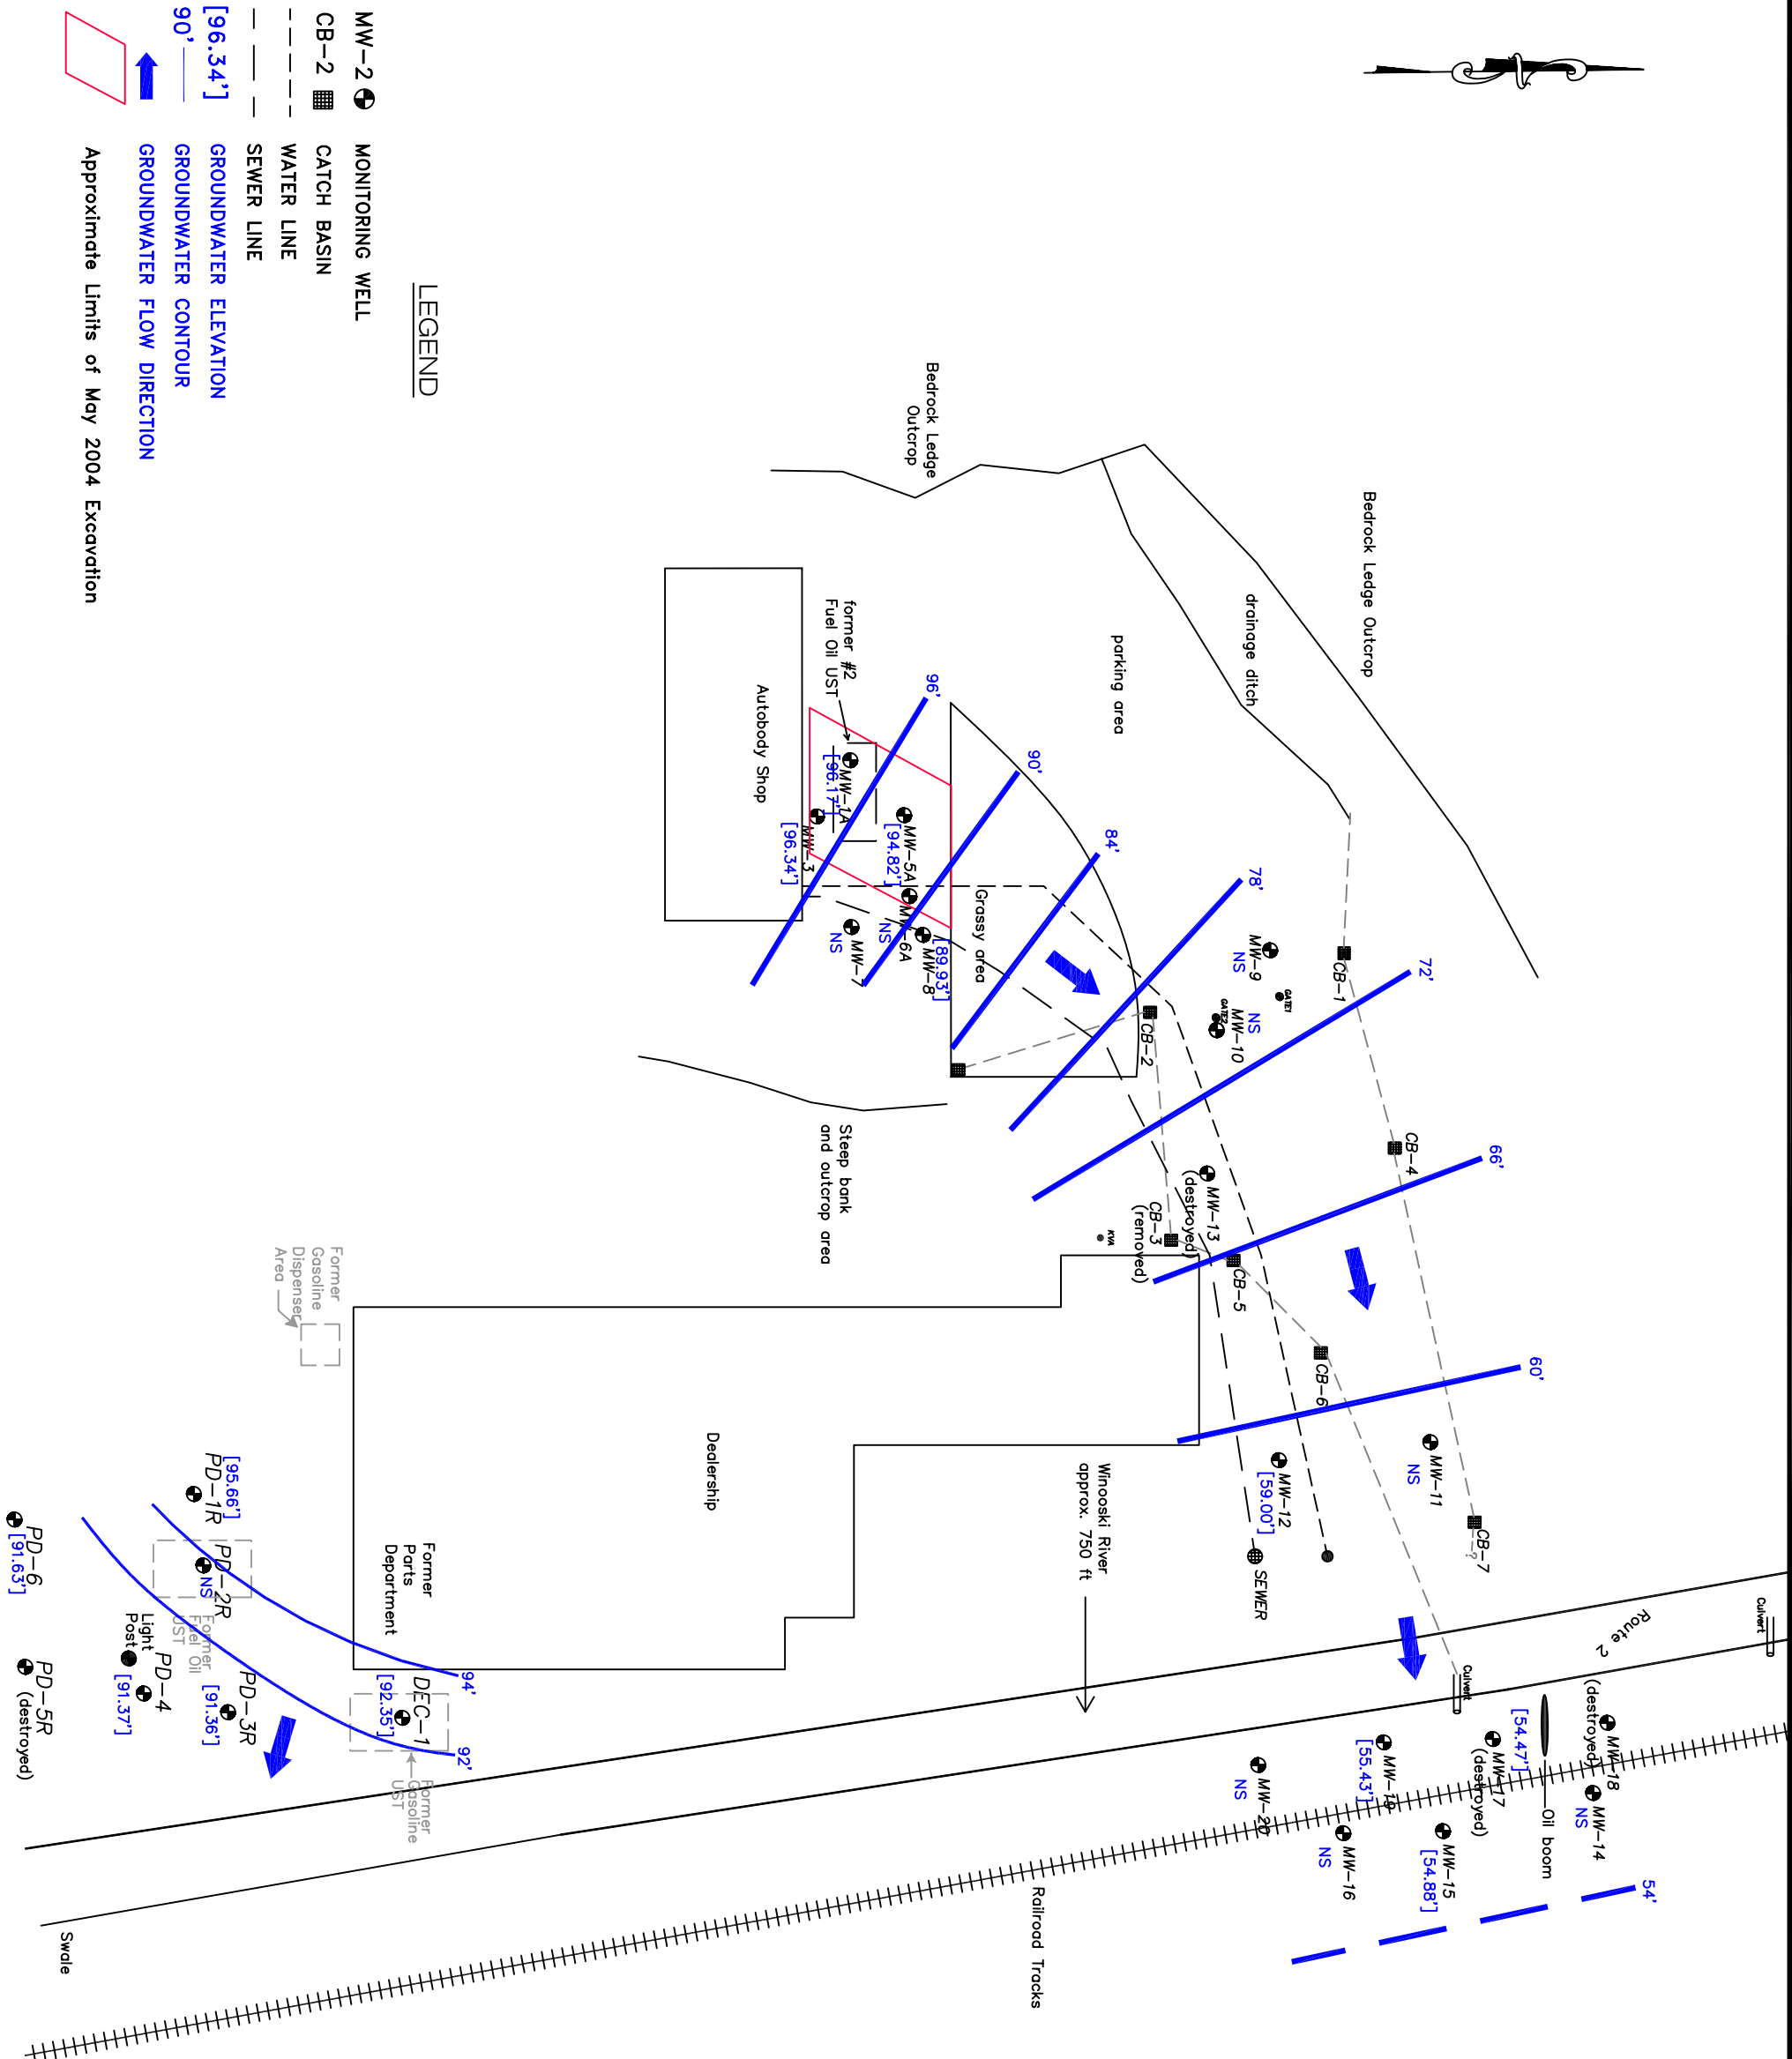 LEGEND
MW-2 MONITORING WELL
CB-2 CATCH BASIN
WATER LINE
SEWER LINE
[96.34'] GROUNDWATER ELEVATION
90' GROUNDWATER CONTOUR
GROUNDWATER FLOW DIRECTION
Approximate Limits of May 2004 Excavation
Bedrock Ledge
Outcrop
Bedrock Ledge Outcrop
drainage ditch
parking area
former #2
Fuel Oil UST
Autobody Shop
96'
90'
84'
78'
72'
66'
60'
54'
MW-1A
[96.17']
MW-3
[96.34']
MW-5A
[94.82']
MW-6A
NS
MW-7
NS
MW-8
[89.93']
Grassy area
MW-9
NS
GATE1
GATE2
MW-10
NS
CB-1
CB-2
CB-4
MW-13
(destroyed)
CB-3
(removed)
KVA
CB-5
CB-6
Steep bank
and outcrop area
Former
Gasoline
Dispenser
Area
Dealership
Winooski River
approx. 750 ft
MW-11
NS
MW-12
[59.00']
CB-7
?
SEWER
Former
Parts
Department
PD-1R
[95.66']
PD-2R
NS
Former
Fuel Oil
UST
PD-6
[91.63']
Light
Post
PD-4
[91.37']
PD-3R
[91.36']
PD-5R
(destroyed)
DEC-1
[92.35']
94'
92'
Former
Gasoline
UST
Route 2
Culvert
Culvert
MW-18
(destroyed)
[54.47']
MW-17
(destroyed)
MW-14
NS
Oil boom
MW-19
[55.43']
MW-20
NS
MW-16
NS
MW-15
[54.88']
Railroad Tracks
Swale